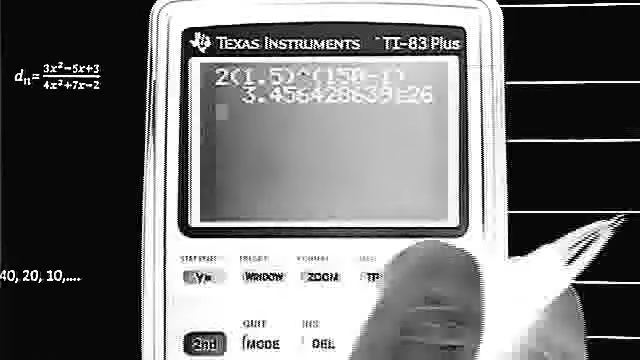 TEXAS INSTRUMENTS TI-83 Plus
2(1.5)^(150-1)
3.456428639E26
dn= 3x²-5x+3
4x²+7x-2
40, 20, 10,....
STAT PLOT
FORMAT
Y=
WINDOW
ZOOM
QUIT
INS
2nd
MODE
DEL